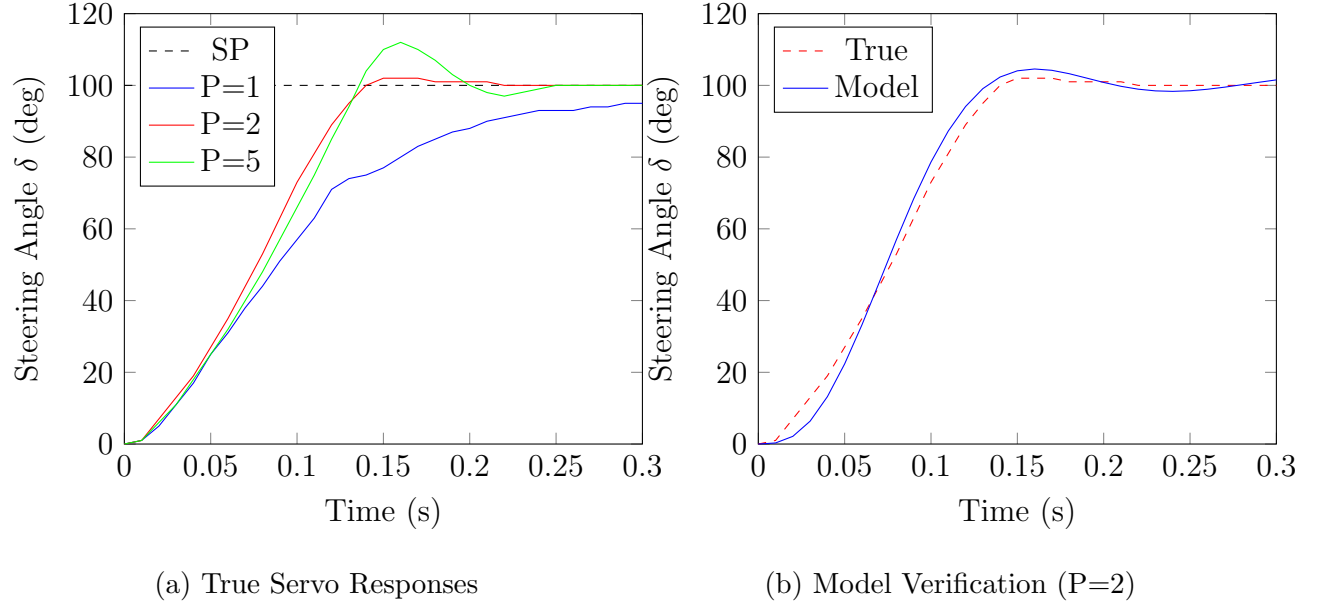 120
100
80
60
40
20
0
0
0.05
0.1
0.15
0.2
0.25
0.3
Steering Angle δ (deg)
Time (s)
SP
P=1
P=2
P=5
(a) True Servo Responses
120
100
80
60
40
20
0
0
0.05
0.1
0.15
0.2
0.25
0.3
Steering Angle δ (deg)
Time (s)
True
Model
(b) Model Verification (P=2)